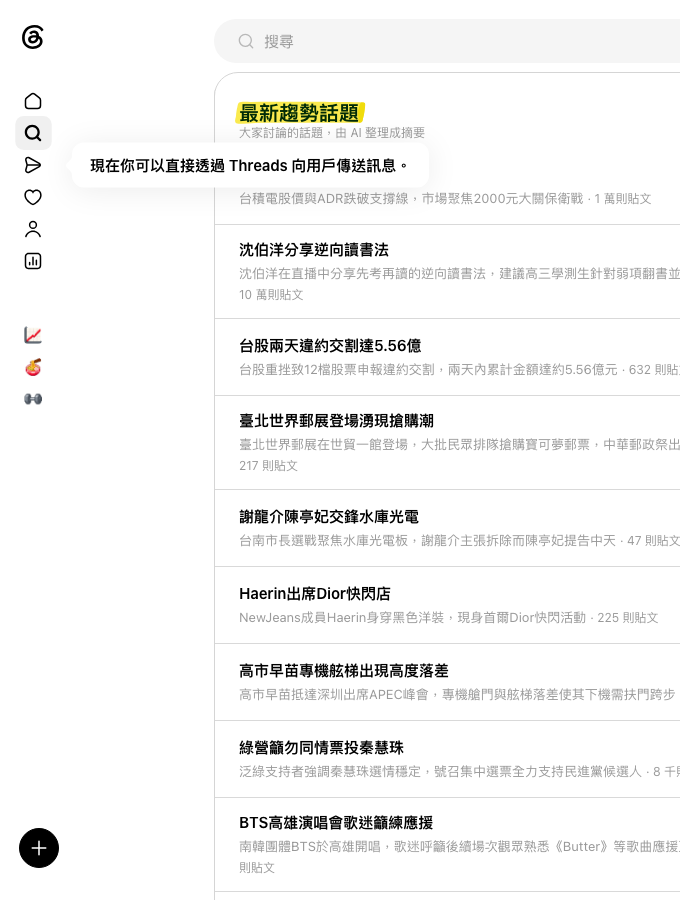 搜尋
最新趨勢話題
大家討論的話題，由 AI 整理成摘要
現在你可以直接透過 Threads 向用戶傳送訊息。
台積電股價與ADR跌破支撐線，市場聚焦2000元大關保衛戰 · 1 萬則貼文
沈伯洋分享逆向讀書法
沈伯洋在直播中分享先考再讀的逆向讀書法，建議高三學測生針對弱項翻書並
10 萬則貼文
台股兩天違約交割達5.56億
台股重挫致12檔股票申報違約交割，兩天內累計金額達約5.56億元 · 632 則貼
臺北世界郵展登場湧現搶購潮
臺北世界郵展在世貿一館登場，大批民眾排隊搶購寶可夢郵票，中華郵政祭出
217 則貼文
謝龍介陳亭妃交鋒水庫光電
台南市長選戰聚焦水庫光電板，謝龍介主張拆除而陳亭妃提告中天 · 47 則貼文
Haerin出席Dior快閃店
NewJeans成員Haerin身穿黑色洋裝，現身首爾Dior快閃活動 · 225 則貼文
高市早苗專機舷梯出現高度落差
高市早苗抵達深圳出席APEC峰會，專機艙門與舷梯落差使其下機需扶門跨步
綠營籲勿同情票投秦慧珠
泛綠支持者強調秦慧珠選情穩定，號召集中選票全力支持民進黨候選人 · 8 千
BTS高雄演唱會歌迷籲練應援
南韓團體BTS於高雄開唱，歌迷呼籲後續場次觀眾熟悉《Butter》等歌曲應援
則貼文